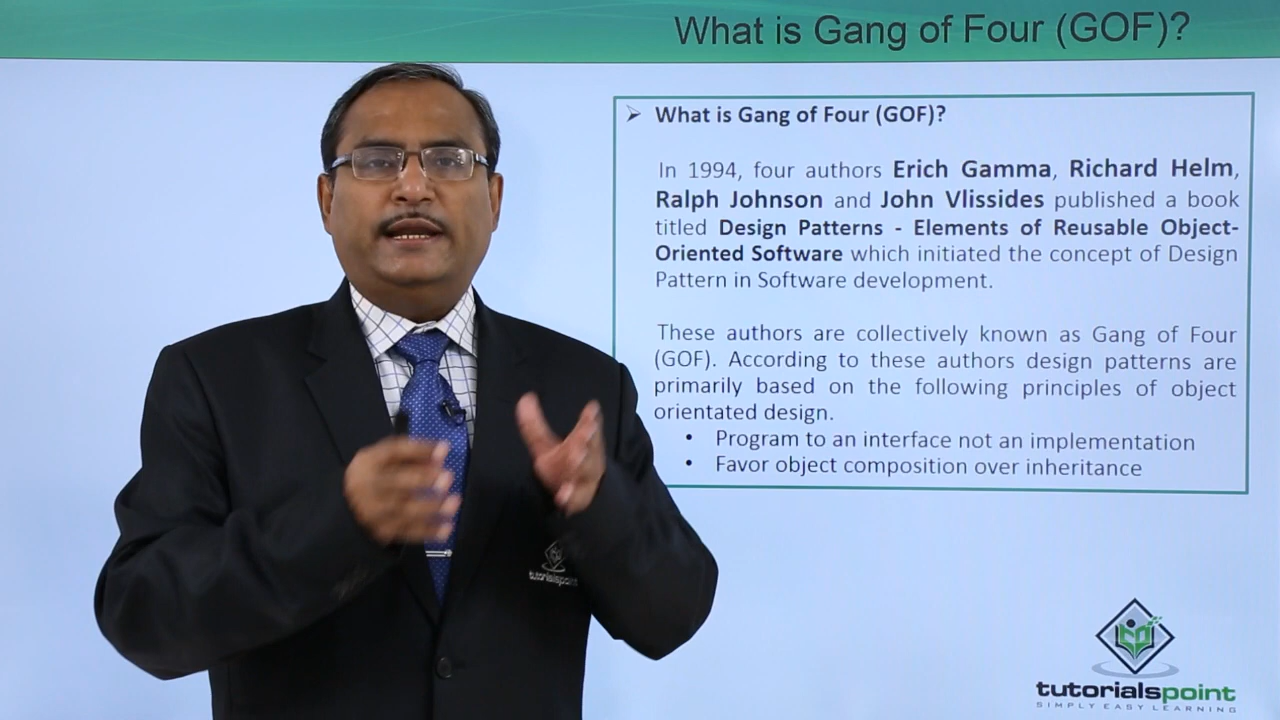 What is Gang of Four (GOF)?
➢ What is Gang of Four (GOF)?
In 1994, four authors Erich Gamma, Richard Helm,
Ralph Johnson and John Vlissides published a book
titled Design Patterns - Elements of Reusable Object-
Oriented Software which initiated the concept of Design
Pattern in Software development.
These authors are collectively known as Gang of Four
(GOF). According to these authors design patterns are
primarily based on the following principles of object
orientated design.
• Program to an interface not an implementation
• Favor object composition over inheritance
tutorialspoint
tutorialspoint
SIMPLY EASY LEARNING